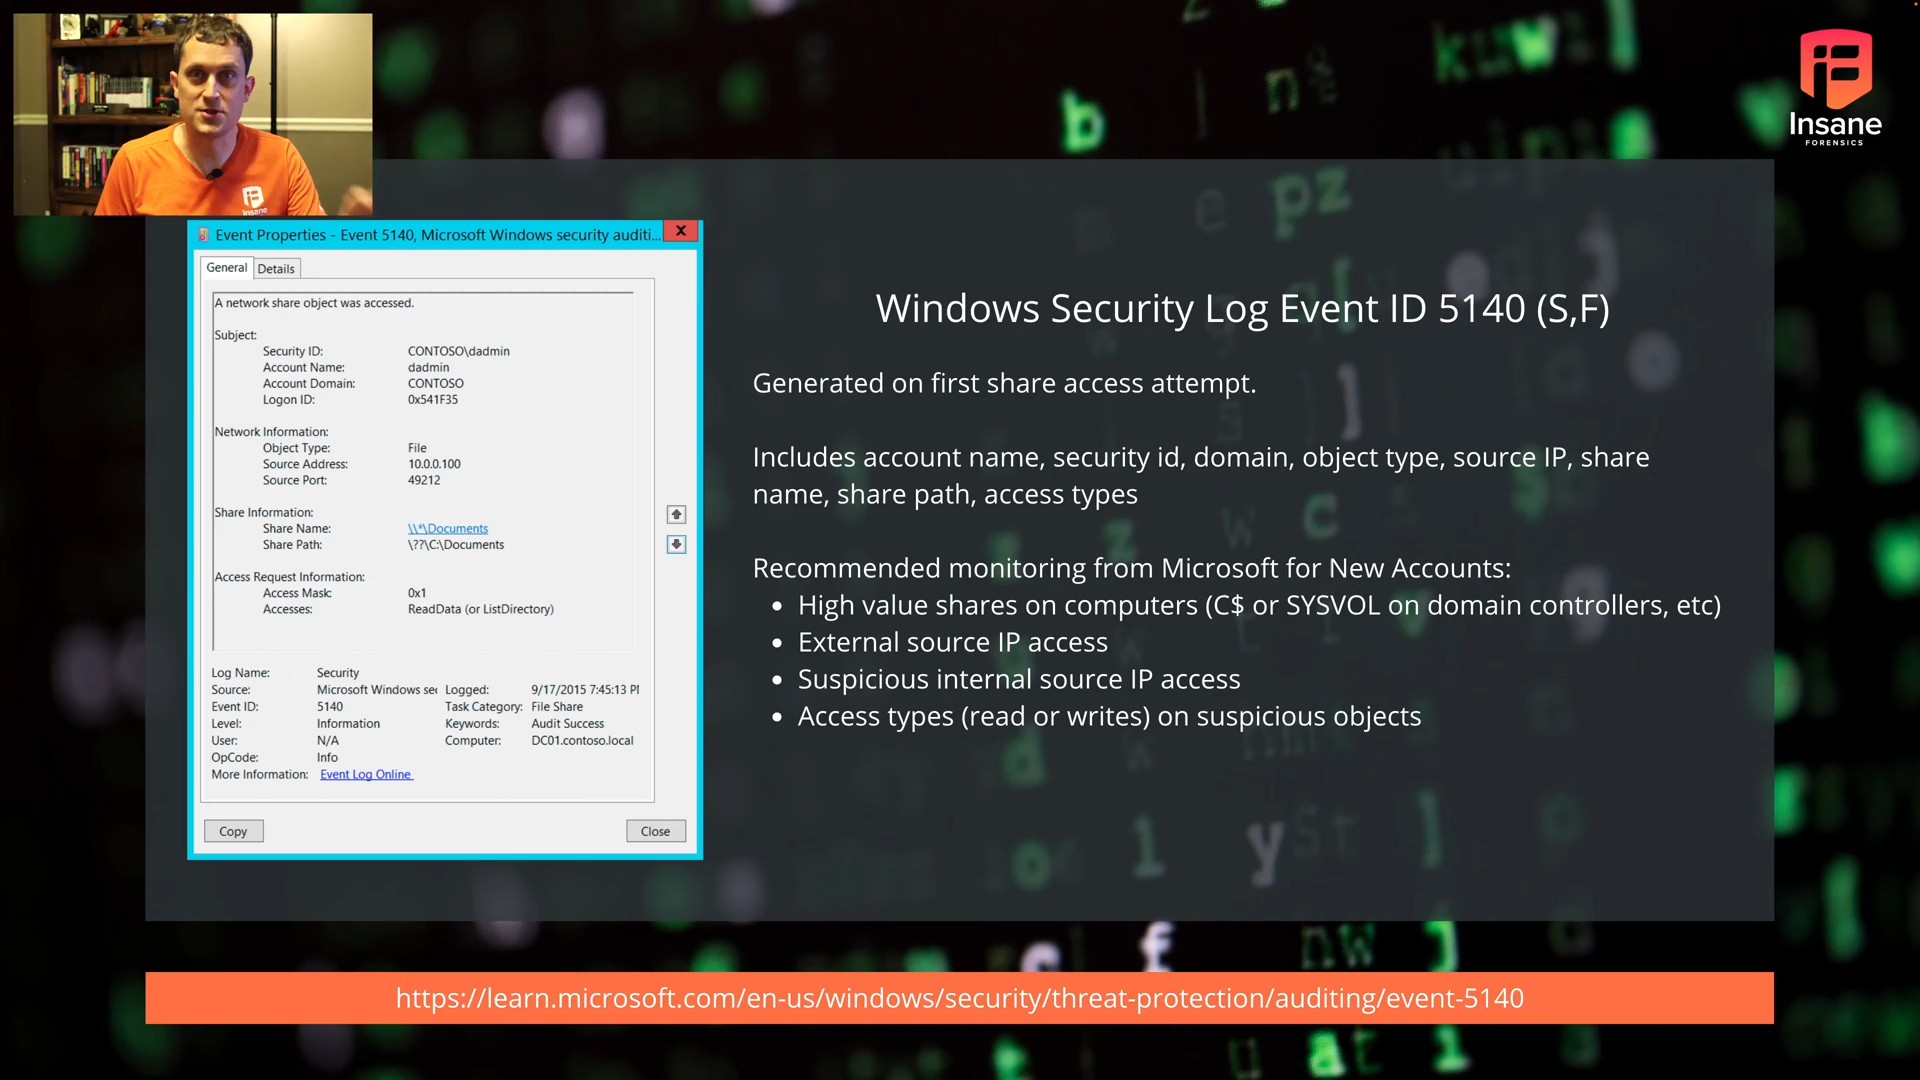 Insane
FORENSICS
Insane
Event Properties - Event 5140, Microsoft Windows security auditi...
X
General
Details
A network share object was accessed.
Subject:
Security ID: CONTOSO\dadmin
Account Name: dadmin
Account Domain: CONTOSO
Logon ID: 0x541F35
Network Information:
Object Type: File
Source Address: 10.0.0.100
Source Port: 49212
Share Information:
Share Name: \\*\Documents
Share Path: \??\C:\Documents
Access Request Information:
Access Mask: 0x1
Accesses: ReadData (or ListDirectory)
Log Name: Security
Source: Microsoft Windows sec Logged: 9/17/2015 7:45:13 PM
Event ID: 5140 Task Category: File Share
Level: Information Keywords: Audit Success
User: N/A Computer: DC01.contoso.local
OpCode: Info
More Information: Event Log Online
Copy
Close
Windows Security Log Event ID 5140 (S,F)
Generated on first share access attempt.
Includes account name, security id, domain, object type, source IP, share
name, share path, access types
Recommended monitoring from Microsoft for New Accounts:
• High value shares on computers (C$ or SYSVOL on domain controllers, etc)
• External source IP access
• Suspicious internal source IP access
• Access types (read or writes) on suspicious objects
https://learn.microsoft.com/en-us/windows/security/threat-protection/auditing/event-5140